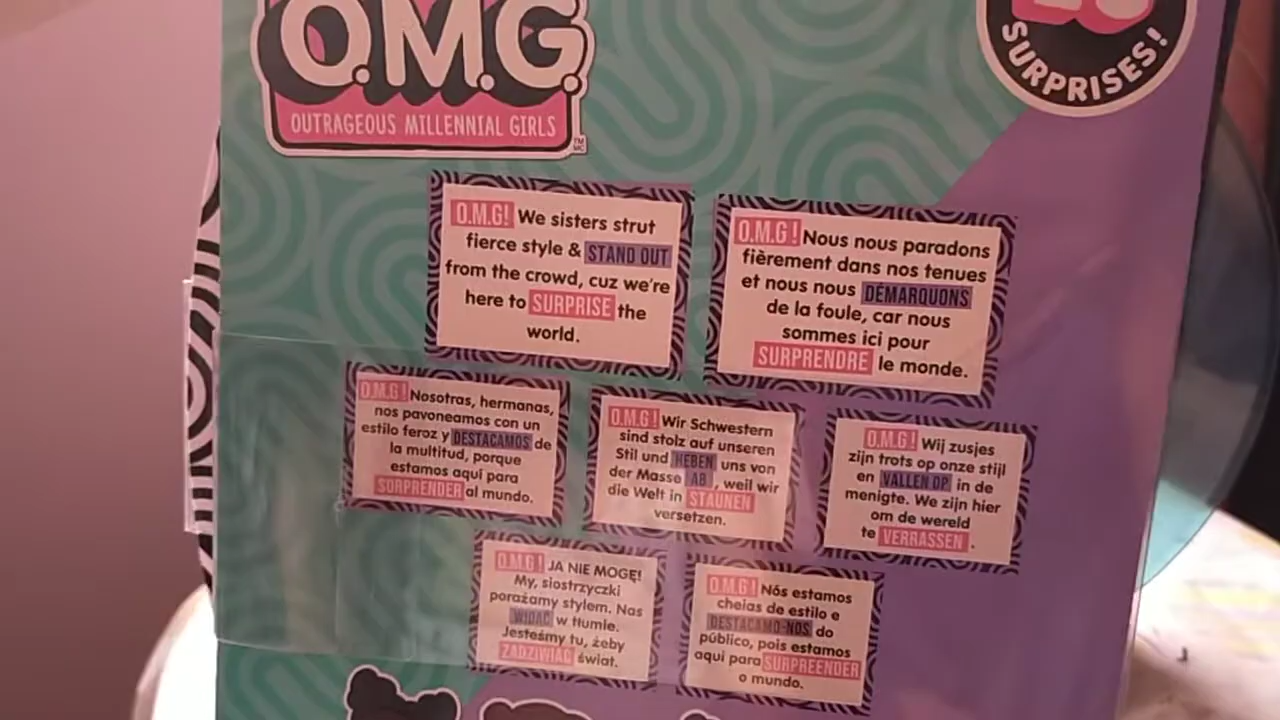 O.M.G.
OUTRAGEOUS MILLENNIAL GIRLS
TM
MC
SURPRISES!
O.M.G! We sisters strut
fierce style & STAND OUT
from the crowd, cuz we're
here to SURPRISE the
world.
O.M.G! Nous nous paradons
fièrement dans nos tenues
et nous nous DÉMARQUONS
de la foule, car nous
sommes ici pour
SURPRENDRE le monde.
O.M.G! Nosotras, hermanas,
nos pavoneamos con un
estilo feroz y DESTACAMOS de
la multitud, porque
estamos aquí para
SORPRENDER al mundo.
O.M.G! Wir Schwestern
sind stolz auf unseren
Stil und HEBEN uns von
der Masse AB, weil wir
die Welt in STAUNEN
versetzen.
O.M.G! Wij zusjes
zijn trots op onze stijl
en VALLEN OP in de
menigte. We zijn hier
om de wereld
te VERRASSEN.
O.M.G! JA NIE MOGĘ!
My, siostrzyczki
porażamy stylem. Nas
WIDAĆ w tłumie.
Jesteśmy tu, żeby
ZADZIWIAĆ świat.
O.M.G! Nós estamos
cheias de estilo e
DESTACAMO-NOS do
público, pois estamos
aqui para SURPREENDER
o mundo.